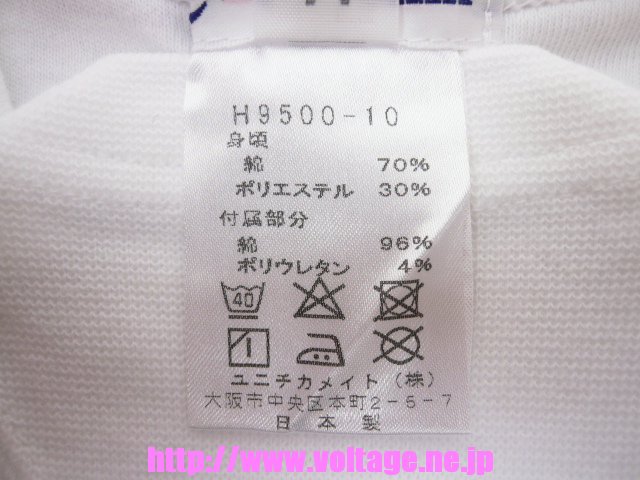 H9500-10
身頃
綿 70%
ポリエステル 30%
付属部分
綿 96%
ポリウレタン 4%
40
ユニチカメイト(株)
大阪市中央区本町2-6-7
日本製
http://www.voltage.ne.jp